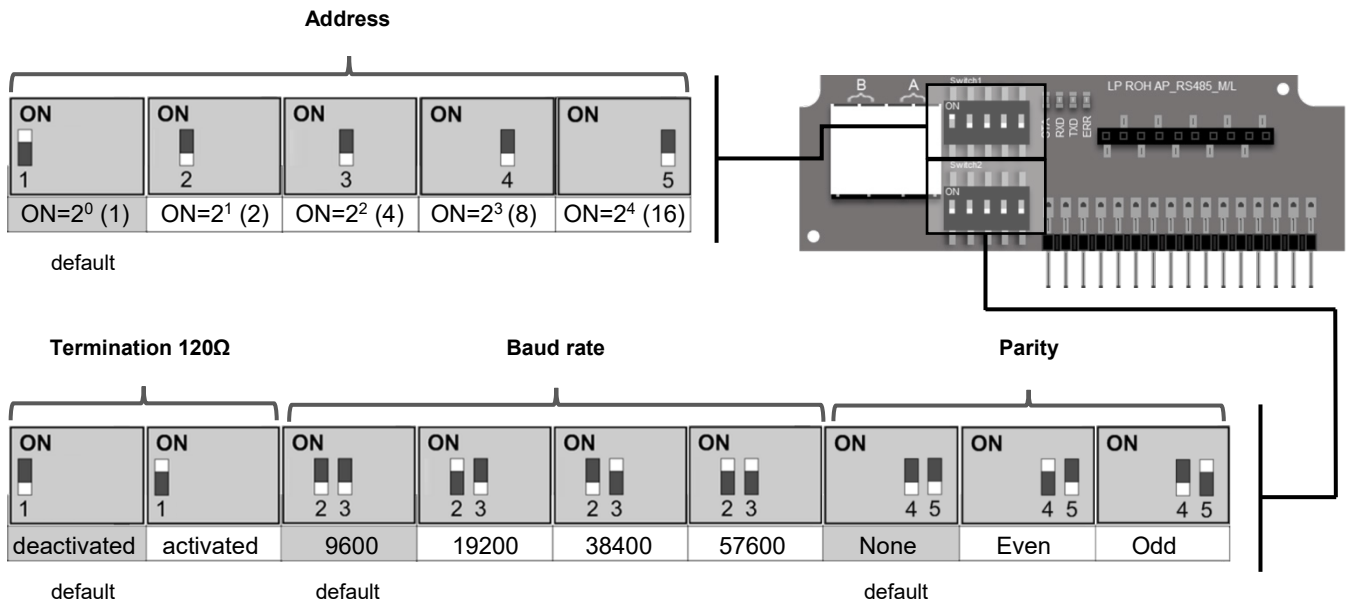 Address
ON ON ON ON ON
1 2 3 4 5
ON=2⁰ (1) ON=2¹ (2) ON=2² (4) ON=2³ (8) ON=2⁴ (16)
default
B A Switch1 LP ROH AP_RS485_M/L
ON
RXD TXD ERR
Switch2
ON
Termination 120Ω Baud rate Parity
ON ON ON ON ON ON ON ON ON
1 1 2 3 2 3 2 3 2 3 4 5 4 5 4 5
deactivated activated 9600 19200 38400 57600 None Even Odd
default default default